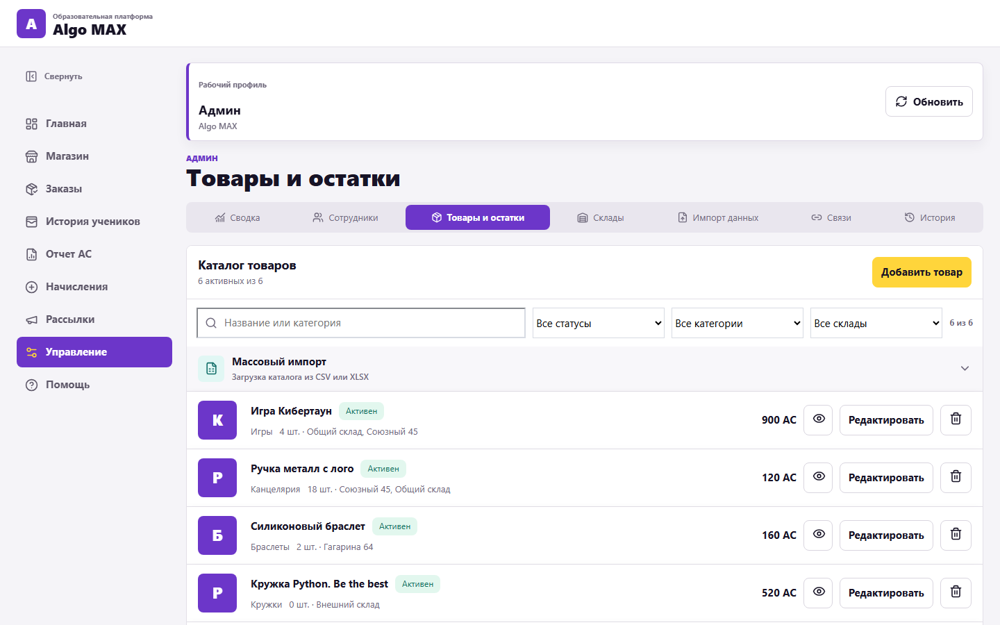 A
Образовательная платформа
Algo MAX
Свернуть
Главная
Магазин
Заказы
История учеников
Отчет АС
Начисления
Рассылки
Управление
Помощь
Рабочий профиль
Админ
Algo MAX
Обновить
АДМИН
Товары и остатки
Сводка
Сотрудники
Товары и остатки
Склады
Импорт данных
Связи
История
Каталог товаров
6 активных из 6
Добавить товар
Название или категория
Все статусы
Все категории
Все склады
6 из 6
Массовый импорт
Загрузка каталога из CSV или XLSX
К
Игра Кибертаун
Активен
Игры 4 шт. · Общий склад, Союзный 45
900 АС
Редактировать
Р
Ручка металл с лого
Активен
Канцелярия 18 шт. · Союзный 45, Общий склад
120 АС
Редактировать
Б
Силиконовый браслет
Активен
Браслеты 2 шт. · Гагарина 64
160 АС
Редактировать
P
Кружка Python. Be the best
Активен
Кружки 0 шт. · Внешний склад
520 АС
Редактировать